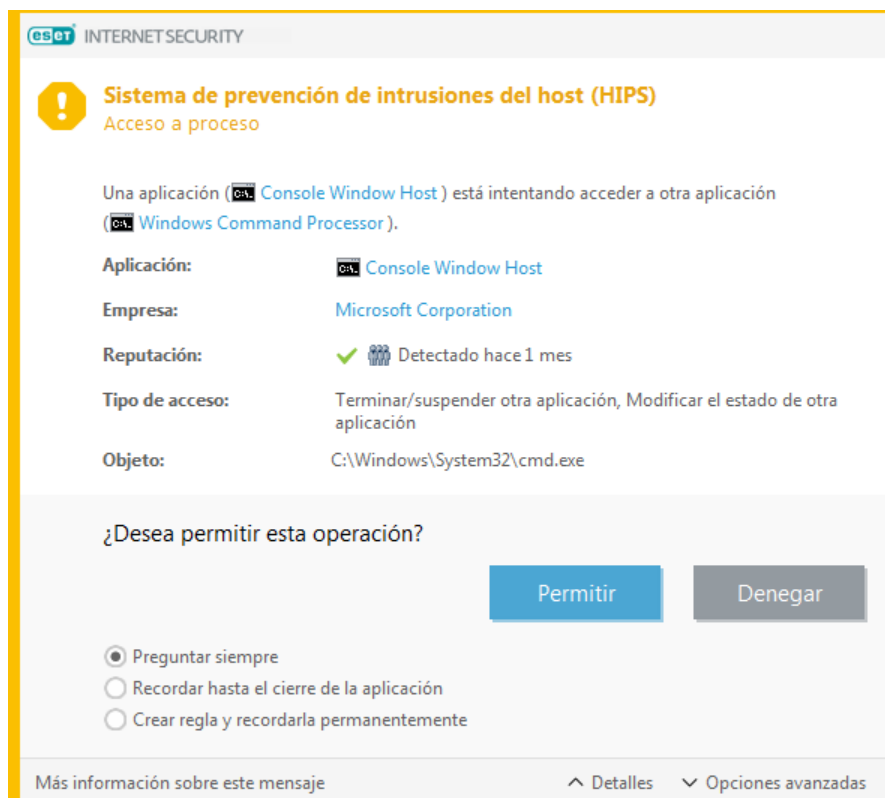 eset INTERNET SECURITY
Sistema de prevención de intrusiones del host (HIPS)
Acceso a proceso
Una aplicación (C:\. Console Window Host ) está intentando acceder a otra aplicación
(C:\. Windows Command Processor ).
Aplicación: C:\. Console Window Host
Empresa: Microsoft Corporation
Reputación: Detectado hace 1 mes
Tipo de acceso: Terminar/suspender otra aplicación, Modificar el estado de otra
aplicación
Objeto: C:\Windows\System32\cmd.exe
¿Desea permitir esta operación?
Permitir Denegar
Preguntar siempre
Recordar hasta el cierre de la aplicación
Crear regla y recordarla permanentemente
Más información sobre este mensaje Detalles Opciones avanzadas